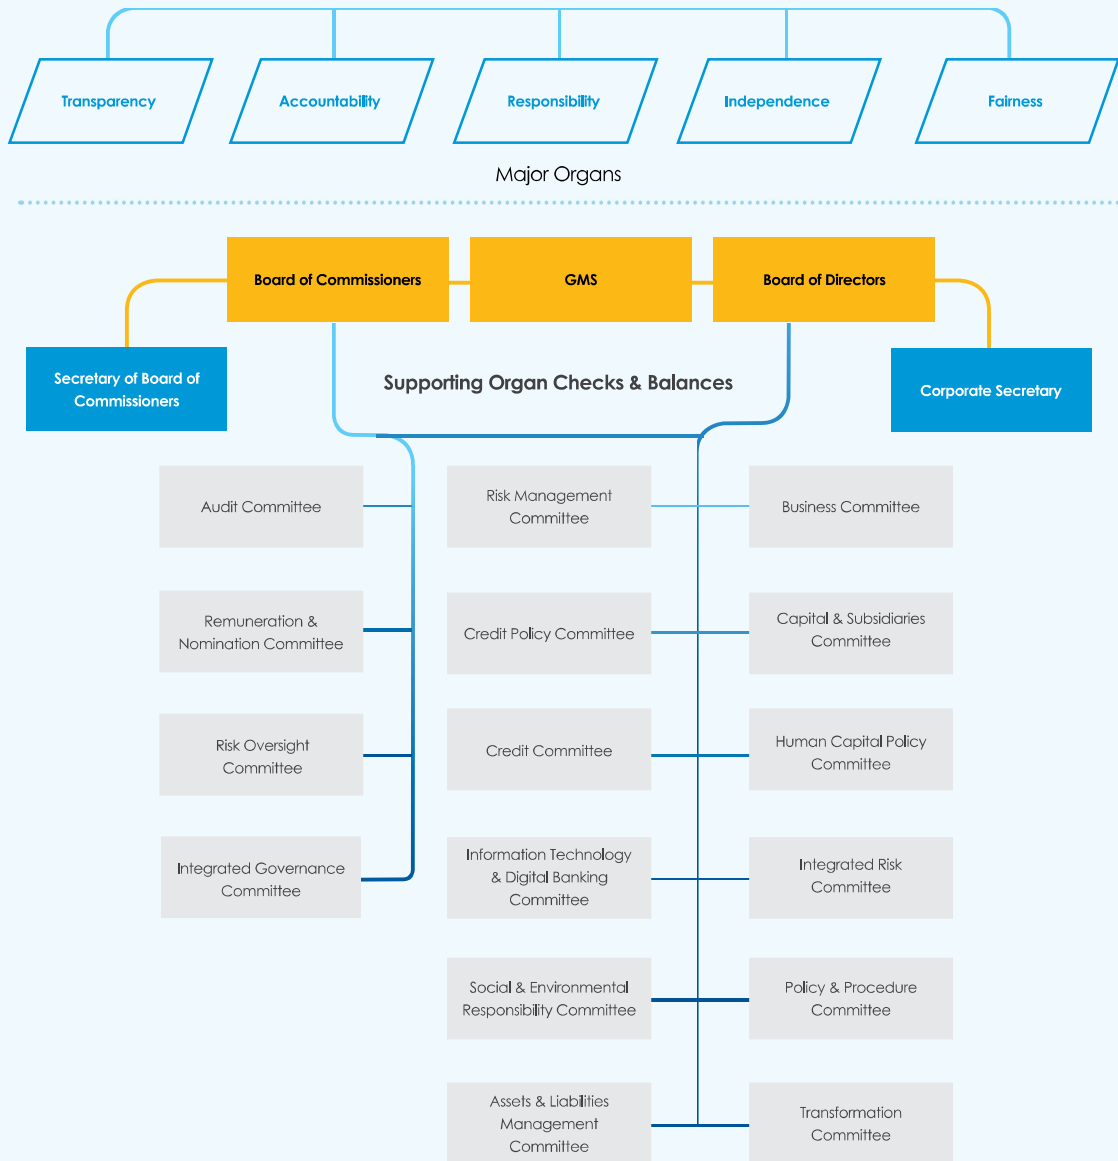 Transparency
Accountability
Responsibility
Independence
Fairness
Major Organs
Board of Commissioners
GMS
Board of Directors
Secretary of Board of
Commissioners
Supporting Organ Checks & Balances
Corporate Secretary
Audit Committee
Risk Management
Committee
Business Committee
Remuneration &
Nomination Committee
Credit Policy Committee
Capital & Subsidiaries
Committee
Risk Oversight
Committee
Credit Committee
Human Capital Policy
Committee
Integrated Governance
Committee
Information Technology
& Digital Banking
Committee
Integrated Risk
Committee
Social & Environmental
Responsibility Committee
Policy & Procedure
Committee
Assets & Liabilities
Management
Committee
Transformation
Committee